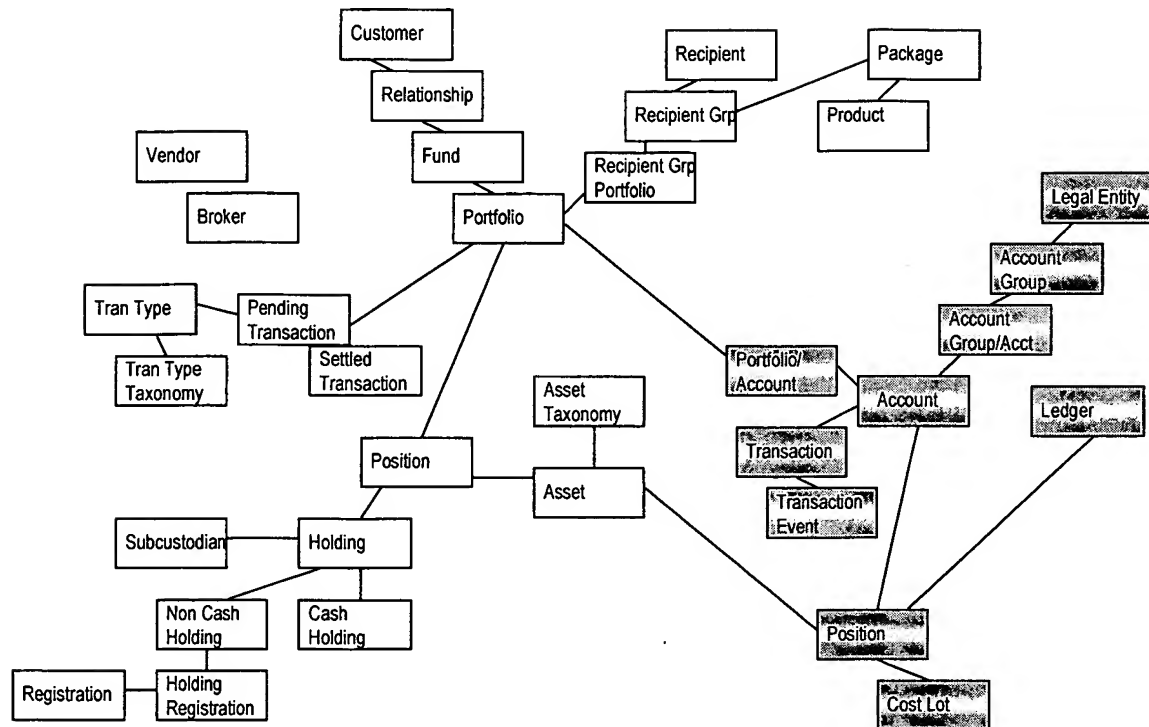 Customer
Relationship
Fund
Portfolio
Recipient
Recipient Grp
Recipient Grp
Portfolio
Package
Product
Vendor
Broker
Legal Entity
Account
Group
Account
Group/Acct
Tran Type
Tran Type
Taxonomy
Pending
Transaction
Settled
Transaction
Portfolio/
Account
Account
Ledger
Asset
Taxonomy
Transaction
Transaction
Event
Position
Asset
Subcustodian
Holding
Non Cash
Holding
Cash
Holding
Position
Registration
Holding
Registration
Cost Lot